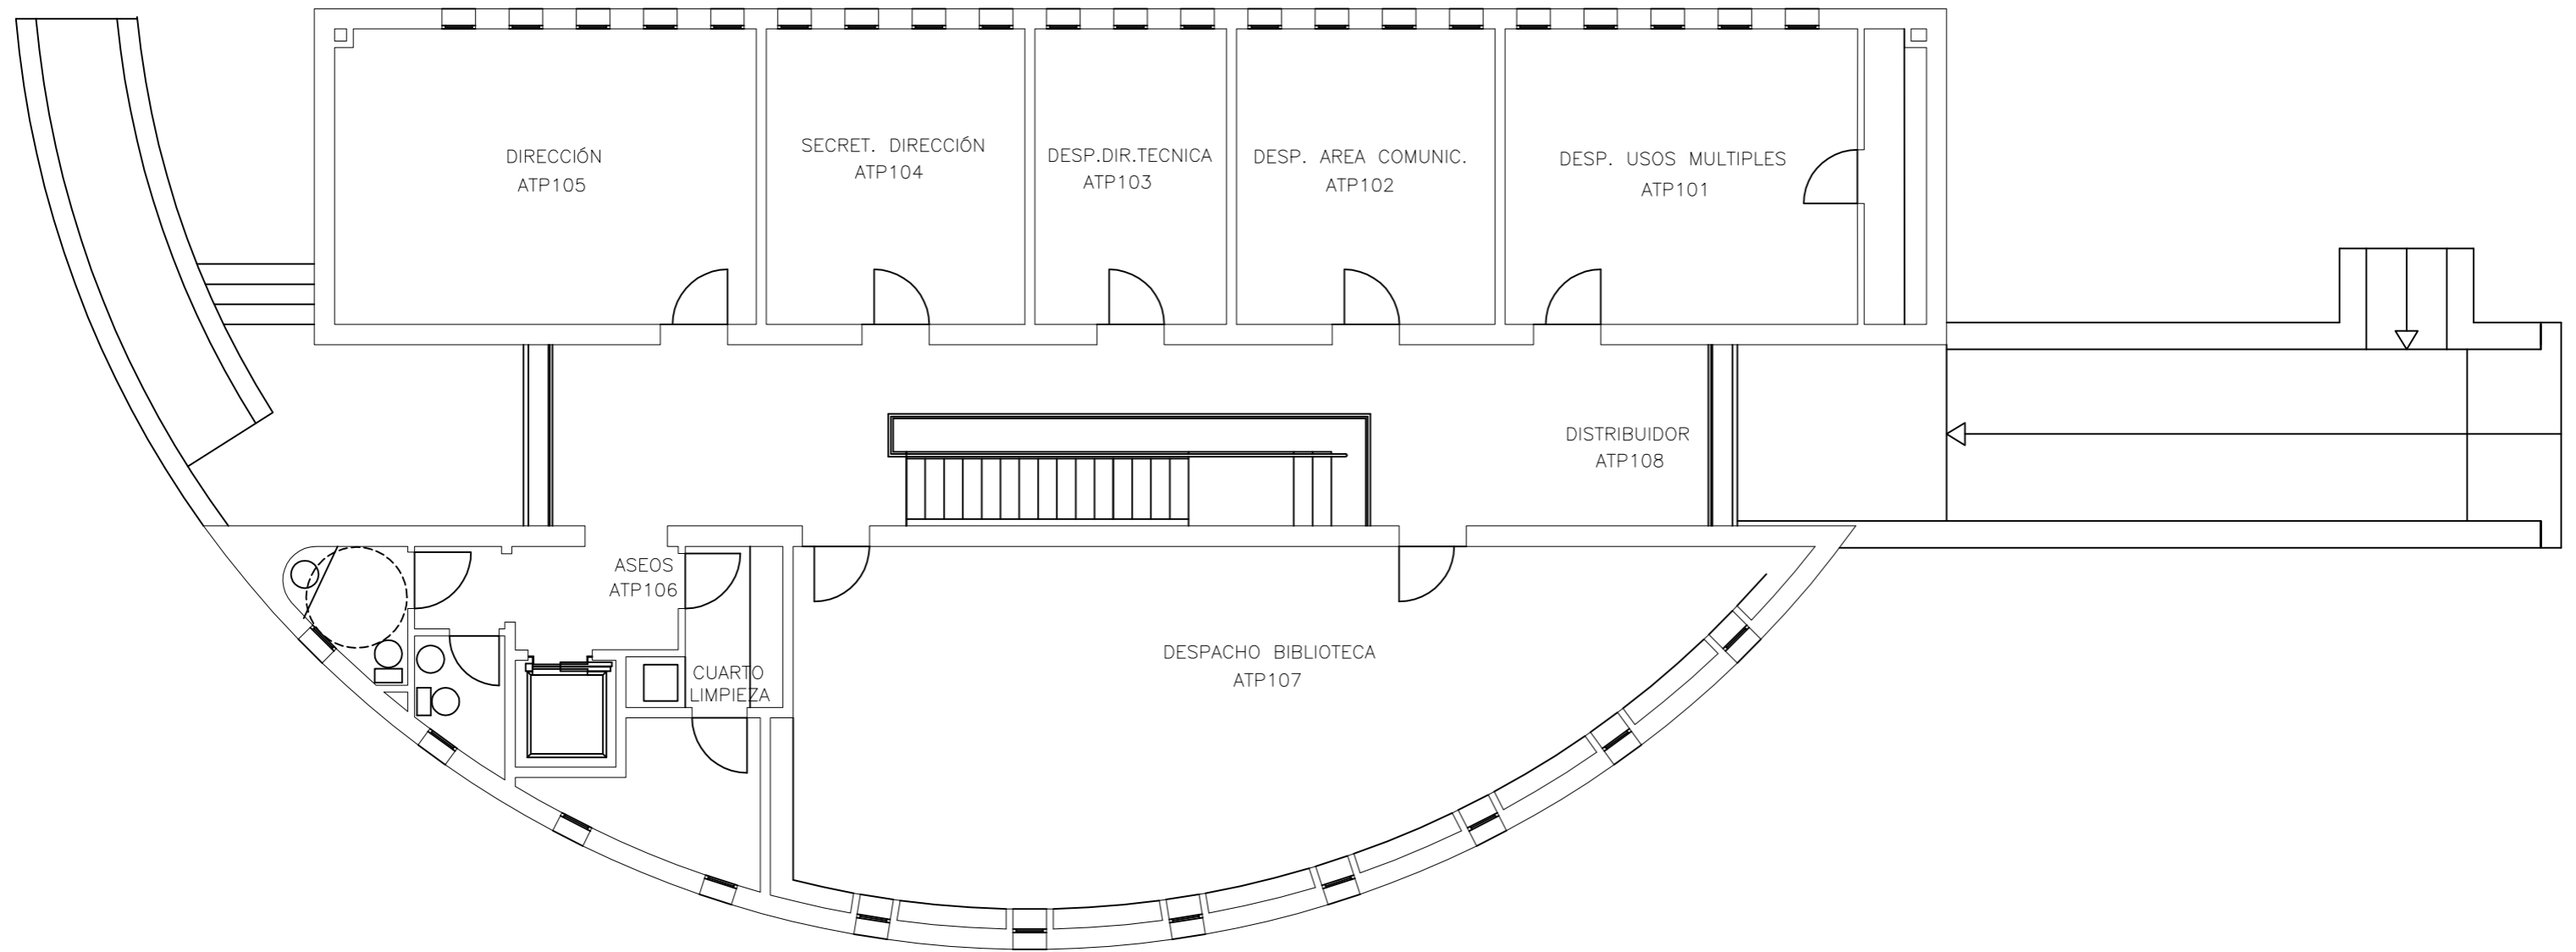 DIRECCIÓN
ATP105
SECRET. DIRECCIÓN
ATP104
DESP.DIR.TECNICA
ATP103
DESP. AREA COMUNIC.
ATP102
DESP. USOS MULTIPLES
ATP101
DISTRIBUIDOR
ATP108
ASEOS
ATP106
CUARTO
LIMPIEZA
DESPACHO BIBLIOTECA
ATP107